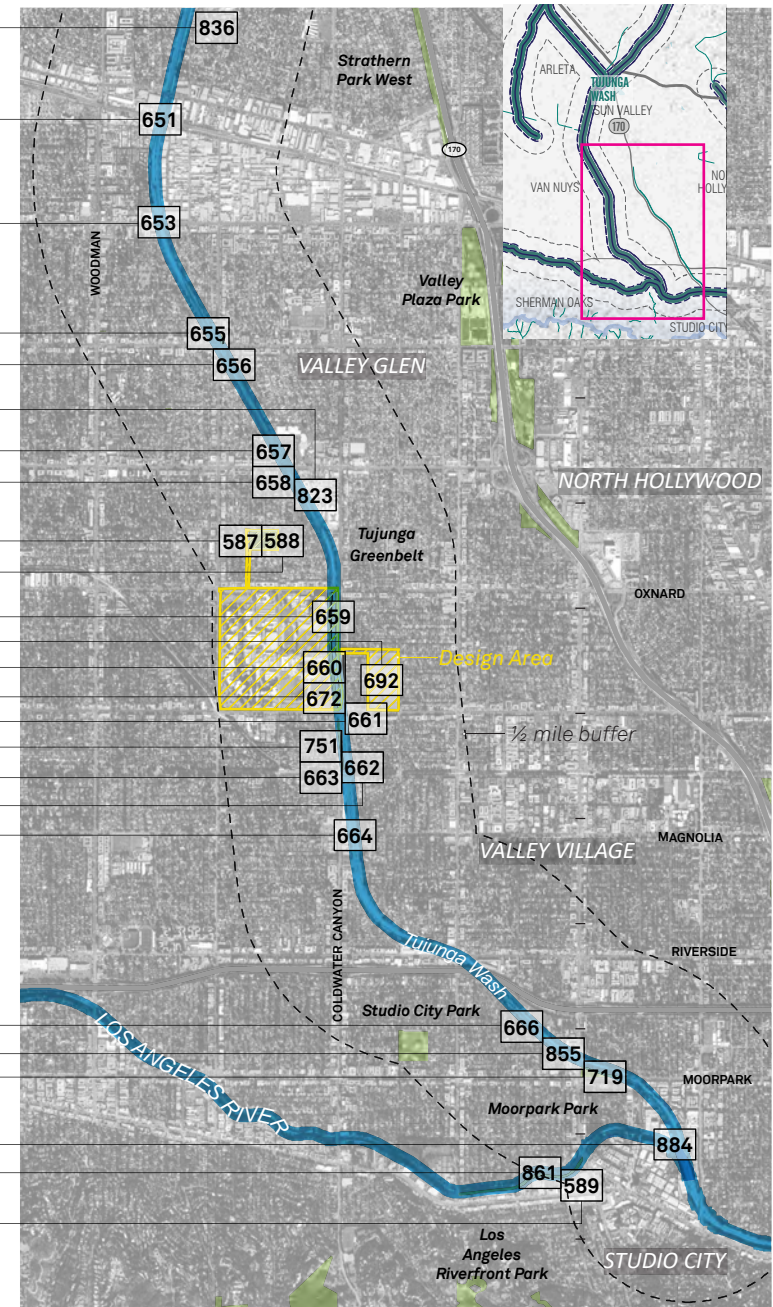 836
Strathern
Park West
ARLETA
TUJUNGA
WASH
SUN VALLEY
170
651
170
VAN NUYS
NO
HOLLY
653
WOODMAN
Valley
Plaza Park
SHERMAN OAKS
STUDIO CITY
655
656
VALLEY GLEN
657
658
823
NORTH HOLLYWOOD
587
588
Tujunga
Greenbelt
OXNARD
659
Design Area
660
692
672
661
½ mile buffer
751
662
663
664
MAGNOLIA
VALLEY VILLAGE
COLDWATER CANYON
Tujunga Wash
RIVERSIDE
LOS ANGELES RIVER
Studio City Park
666
855
719
MOORPARK
Moorpark Park
884
861
589
Los
Angeles
Riverfront Park
STUDIO CITY